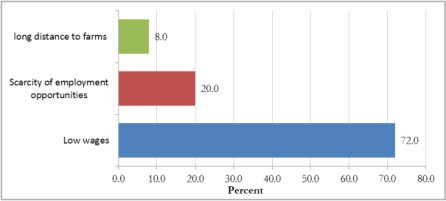 long distance to farms
8.0
Scarcity of employment
opportunities
20.0
Low wages
72.0
0.0 10.0 20.0 30.0 40.0 50.0 60.0 70.0 80.0
Percent